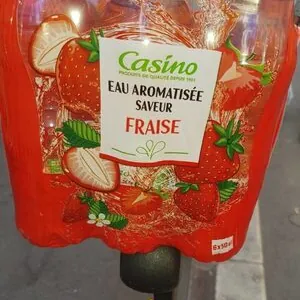 Casino
PRODUITS DE QUALITÉ DEPUIS 1901
EAU AROMATISÉE
SAVEUR
FRAISE
6x50cl